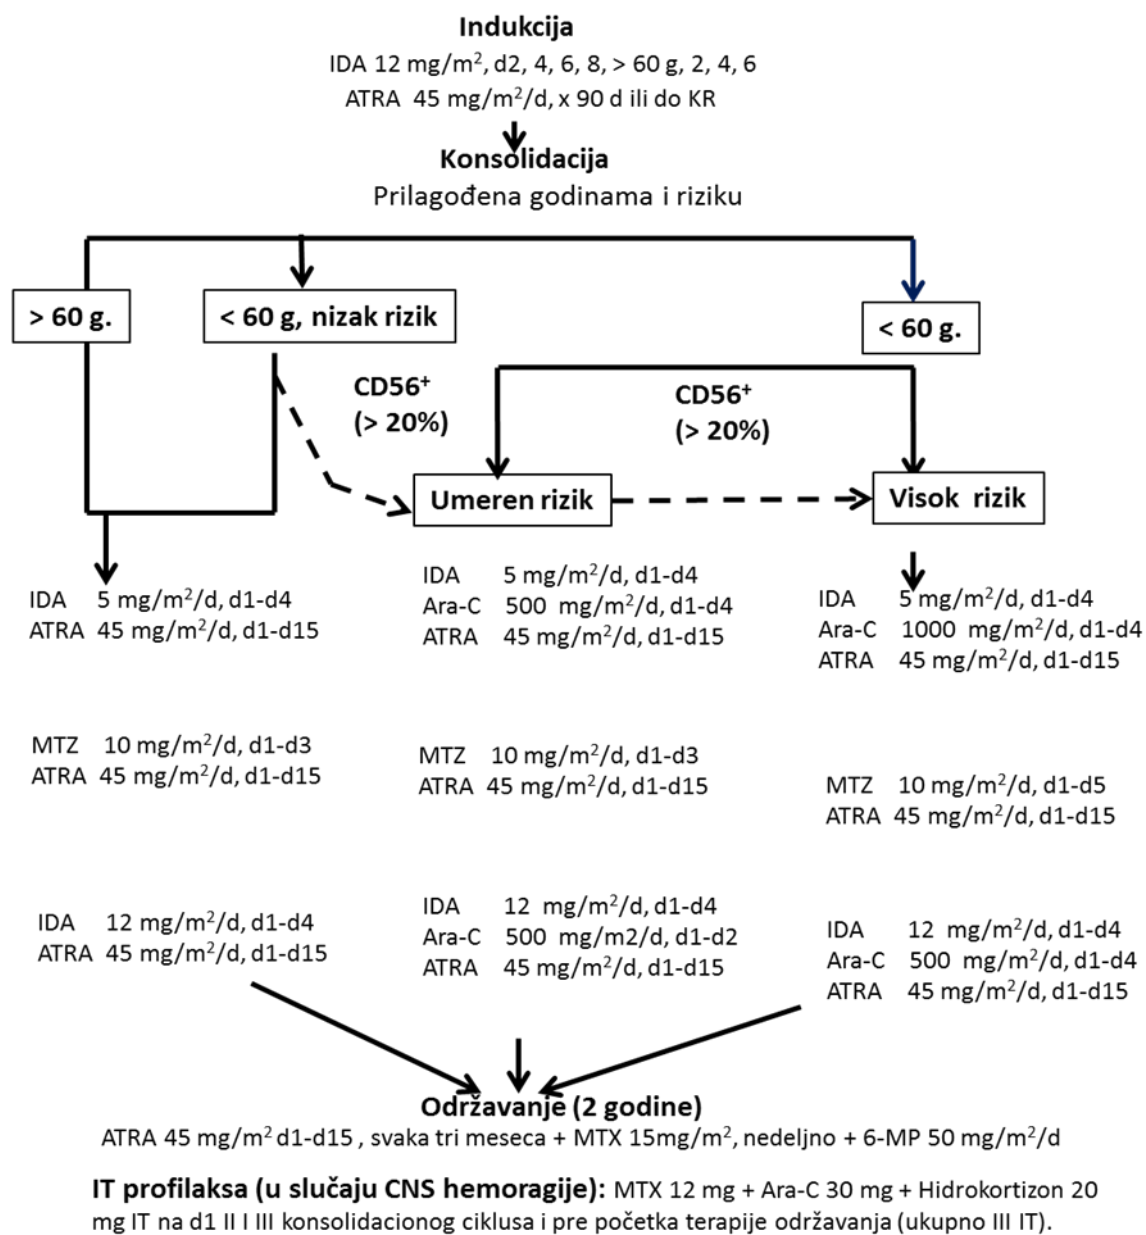 Indukcija
IDA 12 mg/m², d2, 4, 6, 8, > 60 g, 2, 4, 6
ATRA 45 mg/m²/d, x 90 d ili do KR
Konsolidacija
Prilagođena godinama i riziku
> 60 g.
< 60 g, nizak rizik
< 60 g.
CD56⁺
(> 20%)
CD56⁺
(> 20%)
Umeren rizik
Visok rizik
IDA 5 mg/m²/d, d1-d4
ATRA 45 mg/m²/d, d1-d15
IDA 5 mg/m²/d, d1-d4
Ara-C 500 mg/m²/d, d1-d4
ATRA 45 mg/m²/d, d1-d15
IDA 5 mg/m²/d, d1-d4
Ara-C 1000 mg/m²/d, d1-d4
ATRA 45 mg/m²/d, d1-d15
MTZ 10 mg/m²/d, d1-d3
ATRA 45 mg/m²/d, d1-d15
MTZ 10 mg/m²/d, d1-d3
ATRA 45 mg/m²/d, d1-d15
MTZ 10 mg/m²/d, d1-d5
ATRA 45 mg/m²/d, d1-d15
IDA 12 mg/m²/d, d1-d4
ATRA 45 mg/m²/d, d1-d15
IDA 12 mg/m²/d, d1-d4
Ara-C 500 mg/m2/d, d1-d2
ATRA 45 mg/m²/d, d1-d15
IDA 12 mg/m²/d, d1-d4
Ara-C 500 mg/m²/d, d1-d4
ATRA 45 mg/m²/d, d1-d15
Održavanje (2 godine)
ATRA 45 mg/m² d1-d15 , svaka tri meseca + MTX 15mg/m², nedeljno + 6-MP 50 mg/m²/d
IT profilaksa (u slučaju CNS hemoragije): MTX 12 mg + Ara-C 30 mg + Hidrokortizon 20
mg IT na d1 II I III konsolidacionog ciklusa i pre početka terapije održavanja (ukupno III IT).